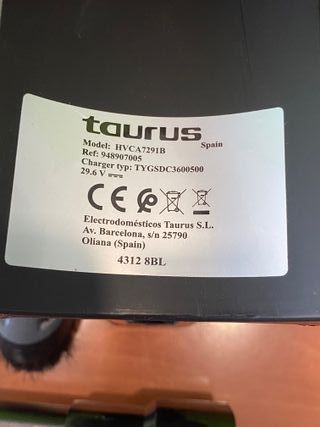 taurus
Model: HVCA7291B Spain
Ref: 948907005
Charger typ: TYGSDC3600500
29.6 V
CE
Electrodomésticos Taurus S.L.
Av. Barcelona, s/n 25790
Oliana (Spain)
4312 8BL